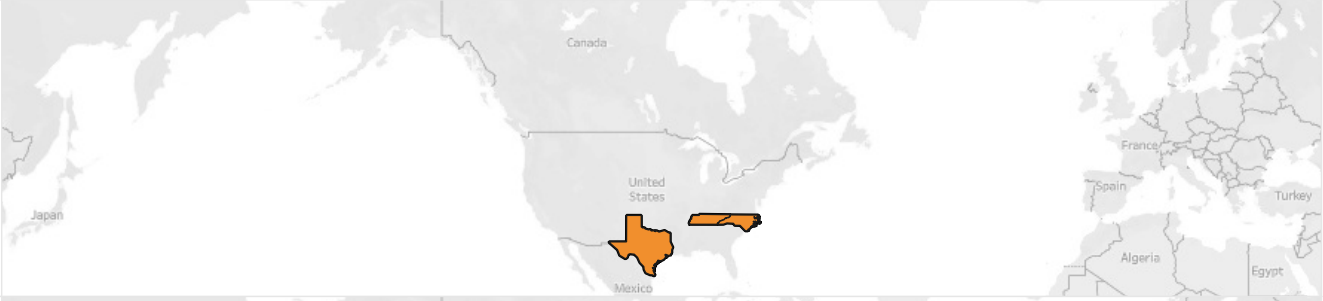 Canada
France
United
States
Spain
Turkey
Japan
Algeria
Egypt
Mexico